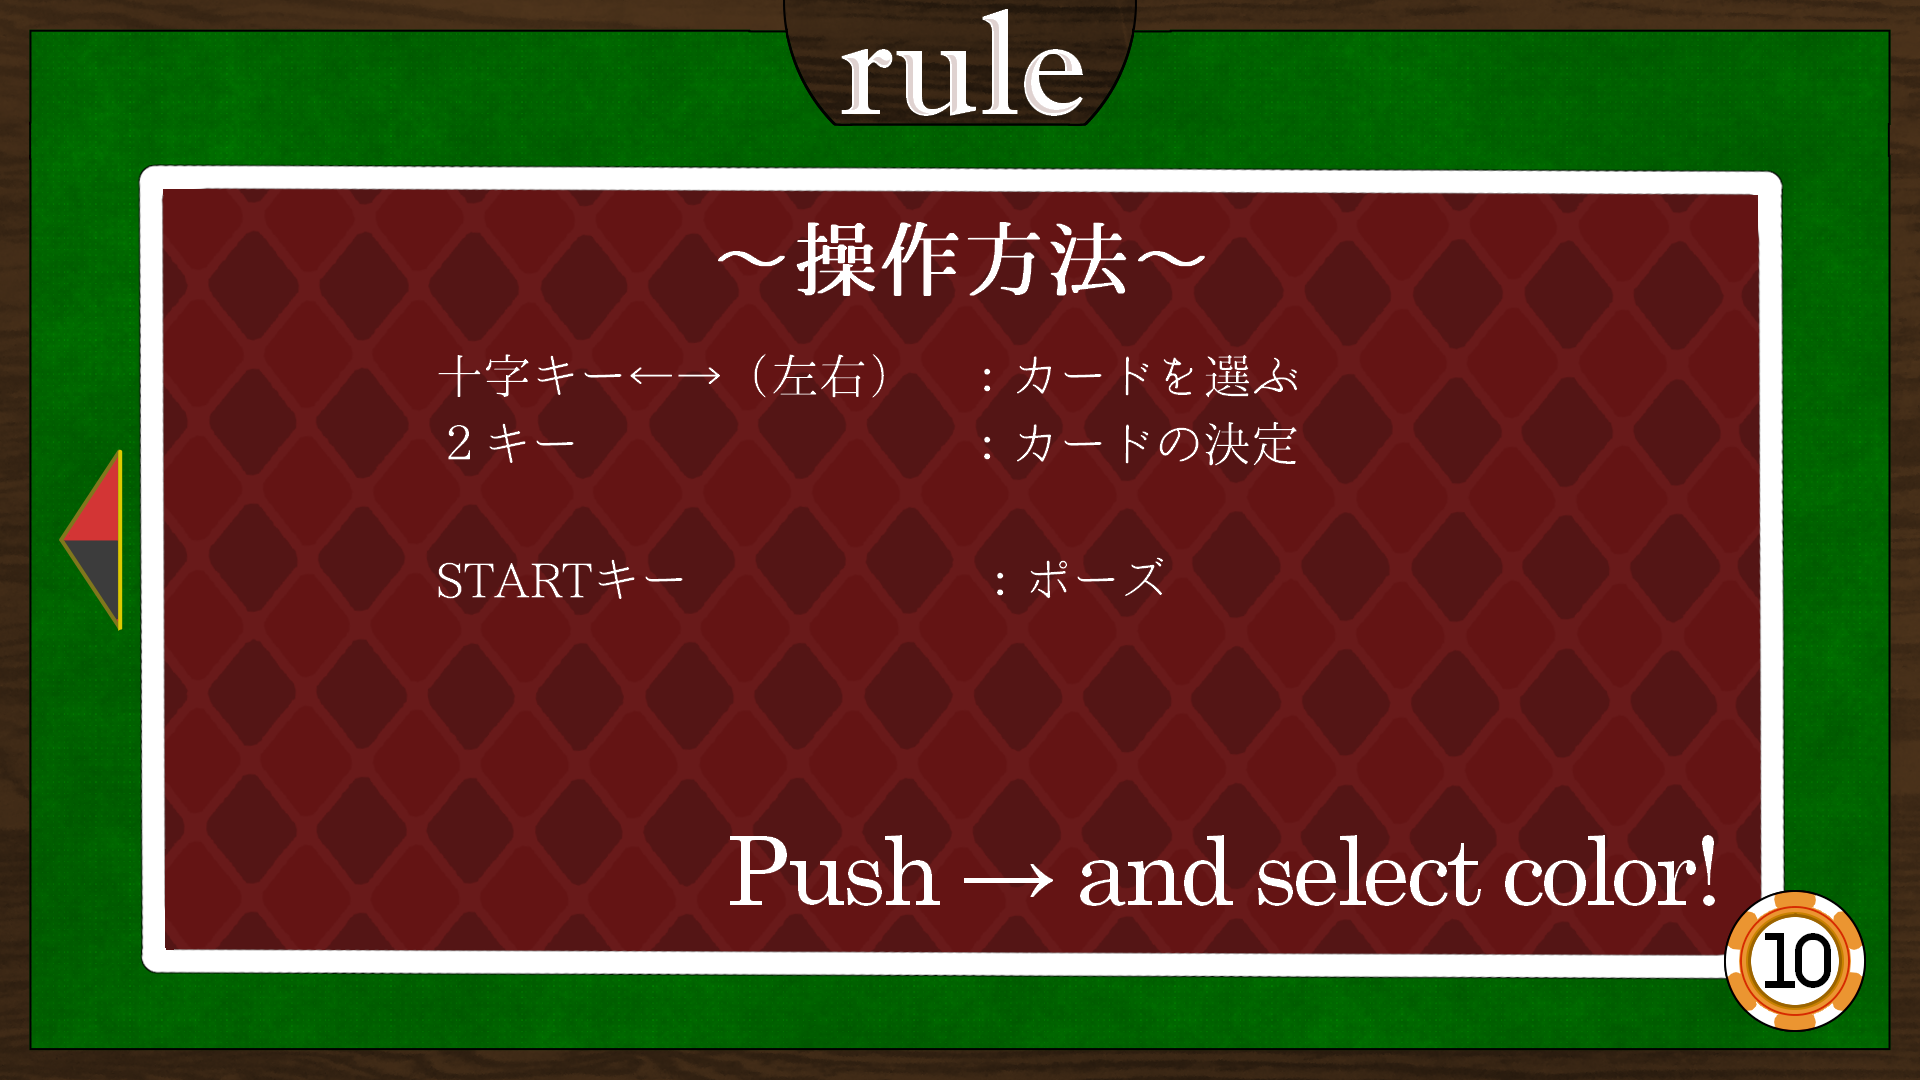 rule
～操作方法～
十字キー←→（左右）　：カードを選ぶ
２キー　：カードの決定
STARTキー　：ポーズ
Push → and select color!
10